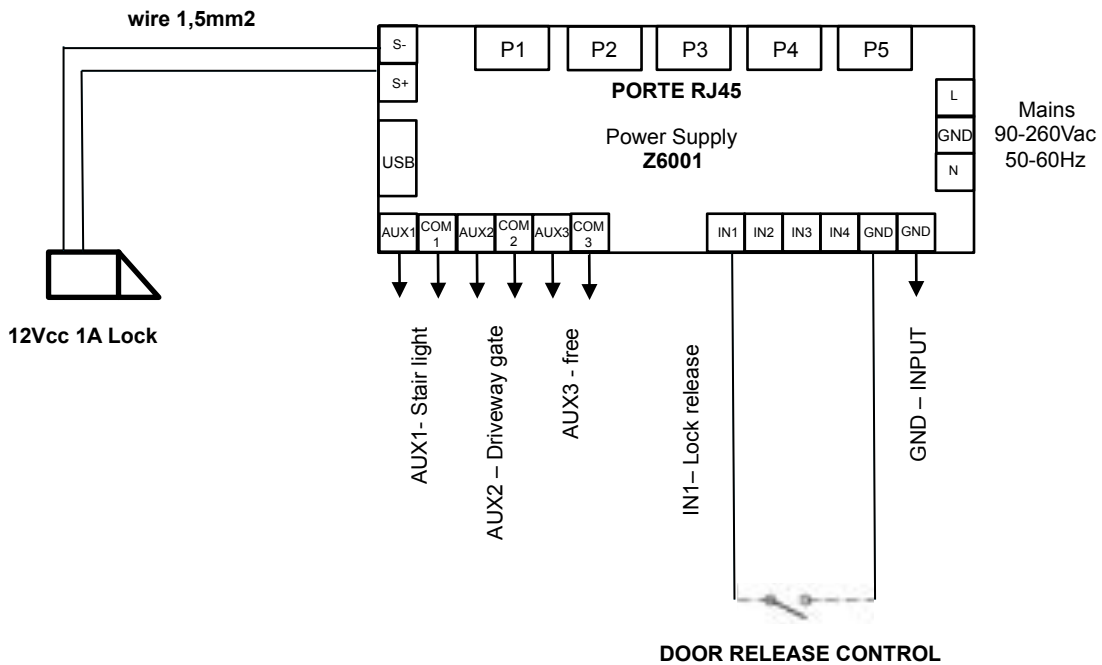 wire 1,5mm2
S-
S+
USB
P1
P2
P3
P4
P5
PORTE RJ45
Power Supply
Z6001
L
GND
N
Mains
90-260Vac
50-60Hz
AUX1
COM
1
AUX2
COM
2
AUX3
COM
3
IN1
IN2
IN3
IN4
GND
GND
12Vcc 1A Lock
AUX1- Stair light
AUX2 – Driveway gate
AUX3 - free
IN1– Lock release
GND – INPUT
DOOR RELEASE CONTROL